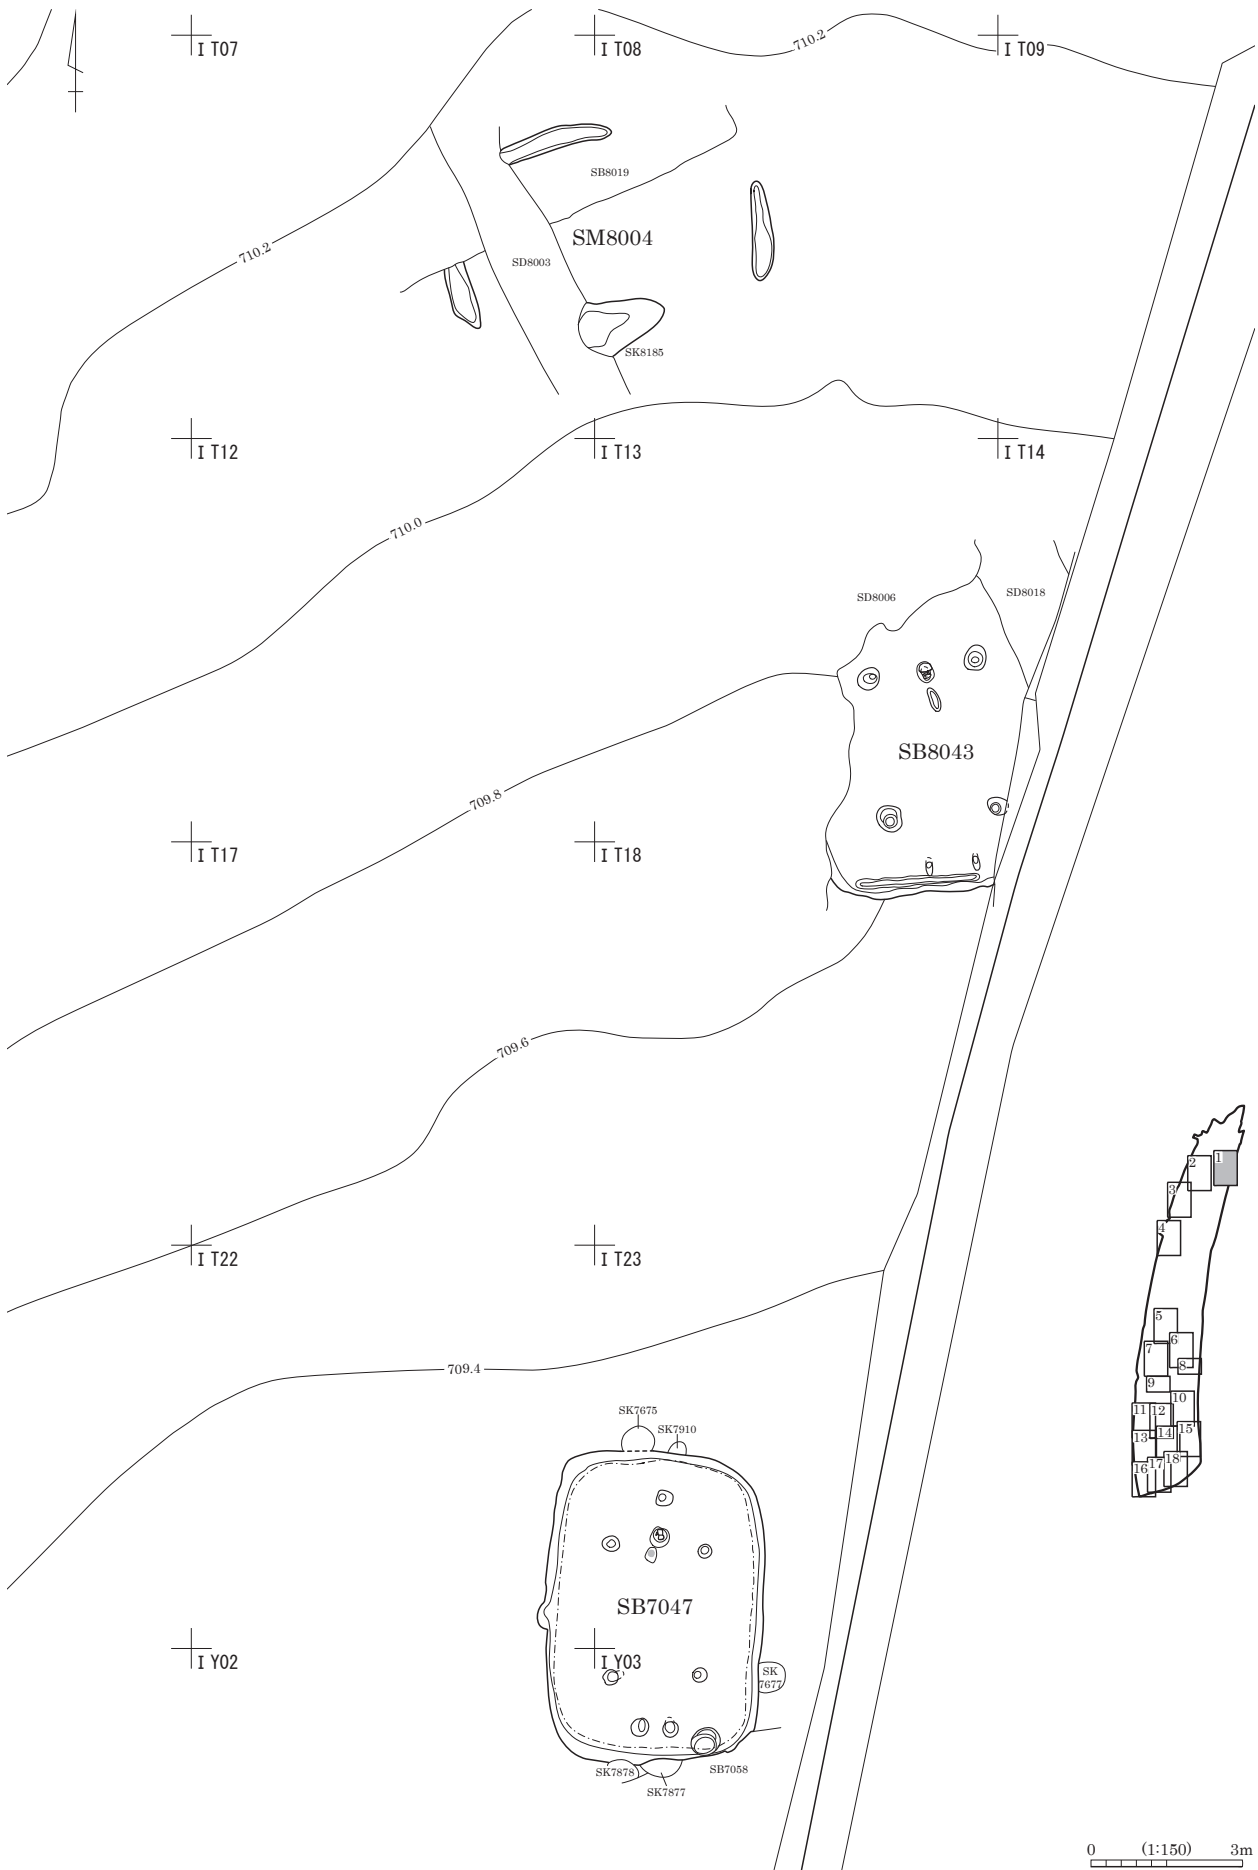 I T07
I T08
710.2
I T09
SB8019
SM8004
710.2
SD8003
SK8185
I T12
I T13
I T14
710.0
SD8006
SD8018
SB8043
709.8
I T17
I T18
709.6
1
2
3
4
I T22
I T23
5
6
7
8
709.4
9
10
SK7675
11
12
SK7910
15
14
13
18
17
16
SB7047
I Y02
I Y03
SK
7677
SK7878
SB7058
SK7877
0 (1:150) 3m